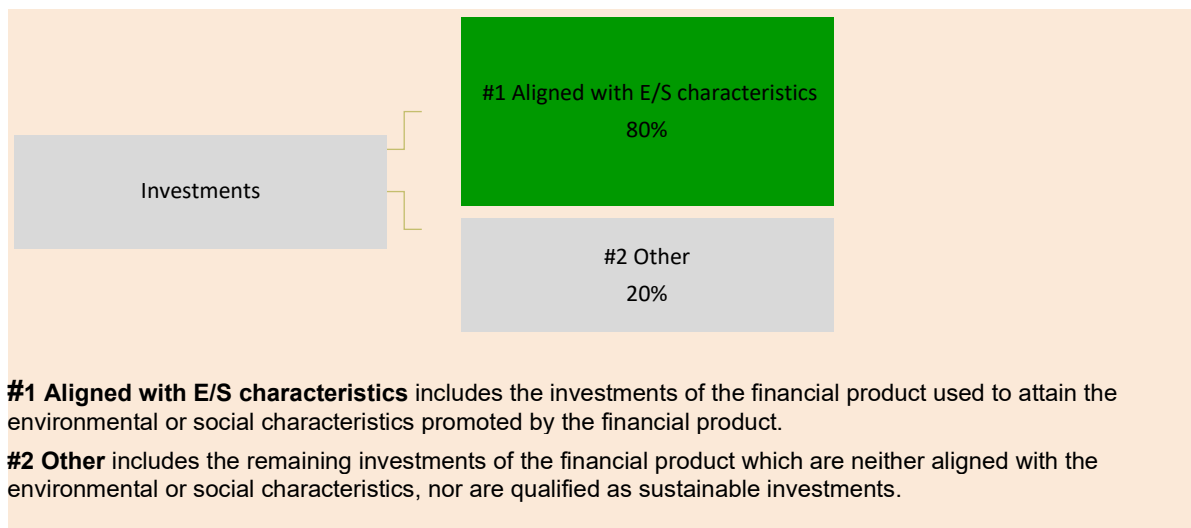 #1 Aligned with E/S characteristics
80%
Investments
#2 Other
20%
#1 Aligned with E/S characteristics includes the investments of the financial product used to attain the
environmental or social characteristics promoted by the financial product.
#2 Other includes the remaining investments of the financial product which are neither aligned with the
environmental or social characteristics, nor are qualified as sustainable investments.